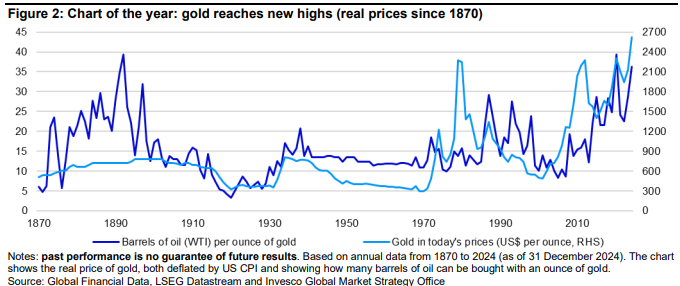 Figure 2: Chart of the year: gold reaches new highs (real prices since 1870)
45 2700
40 2400
35 2100
30 1800
25 1500
20 1200
15 900
10 600
5 300
0 0
1870 1890 1910 1930 1950 1970 1990 2010
Barrels of oil (WTI) per ounce of gold Gold in today's prices (US$ per ounce, RHS)
Notes: past performance is no guarantee of future results. Based on annual data from 1870 to 2024 (as of 31 December 2024). The chart
shows the real price of gold, both deflated by US CPI and showing how many barrels of oil can be bought with an ounce of gold.
Source: Global Financial Data, LSEG Datastream and Invesco Global Market Strategy Office